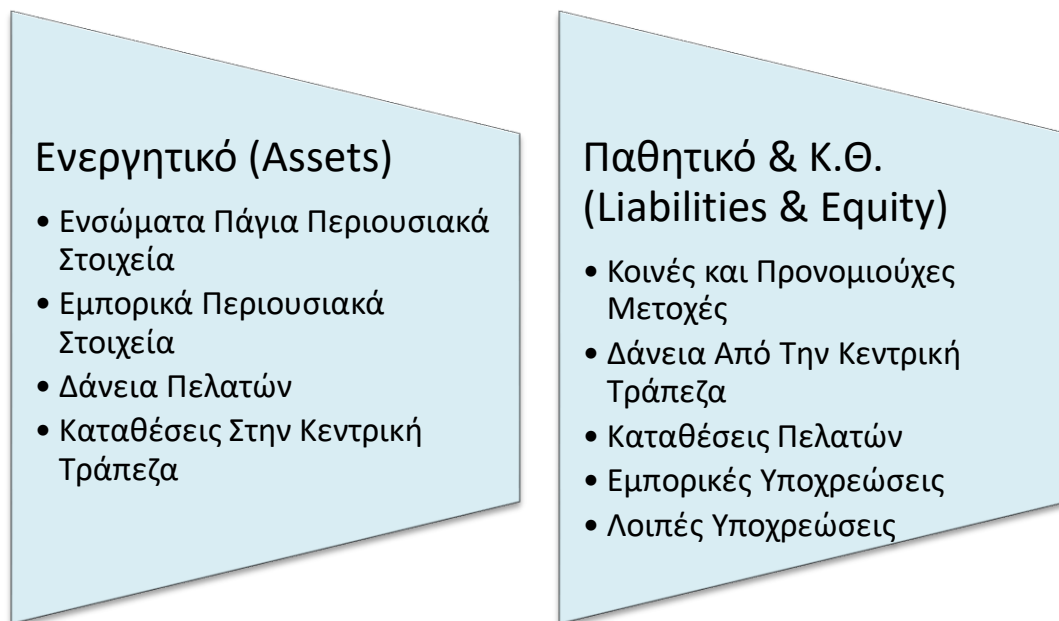 Ενεργητικό (Assets)
• Ενσώματα Πάγια Περιουσιακά
Στοιχεία
• Εμπορικά Περιουσιακά
Στοιχεία
• Δάνεια Πελατών
• Καταθέσεις Στην Κεντρική
Τράπεζα
Παθητικό & Κ.Θ.
(Liabilities & Equity)
• Κοινές και Προνομιούχες
Μετοχές
• Δάνεια Από Την Κεντρική
Τράπεζα
• Καταθέσεις Πελατών
• Εμπορικές Υποχρεώσεις
• Λοιπές Υποχρεώσεις